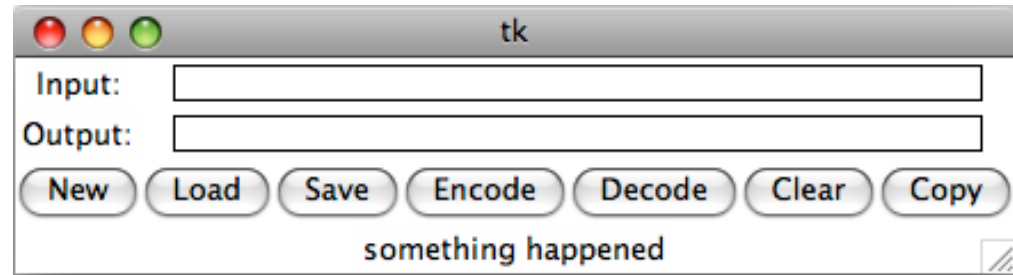 tk
Input:
Output:
New Load Save Encode Decode Clear Copy
something happened